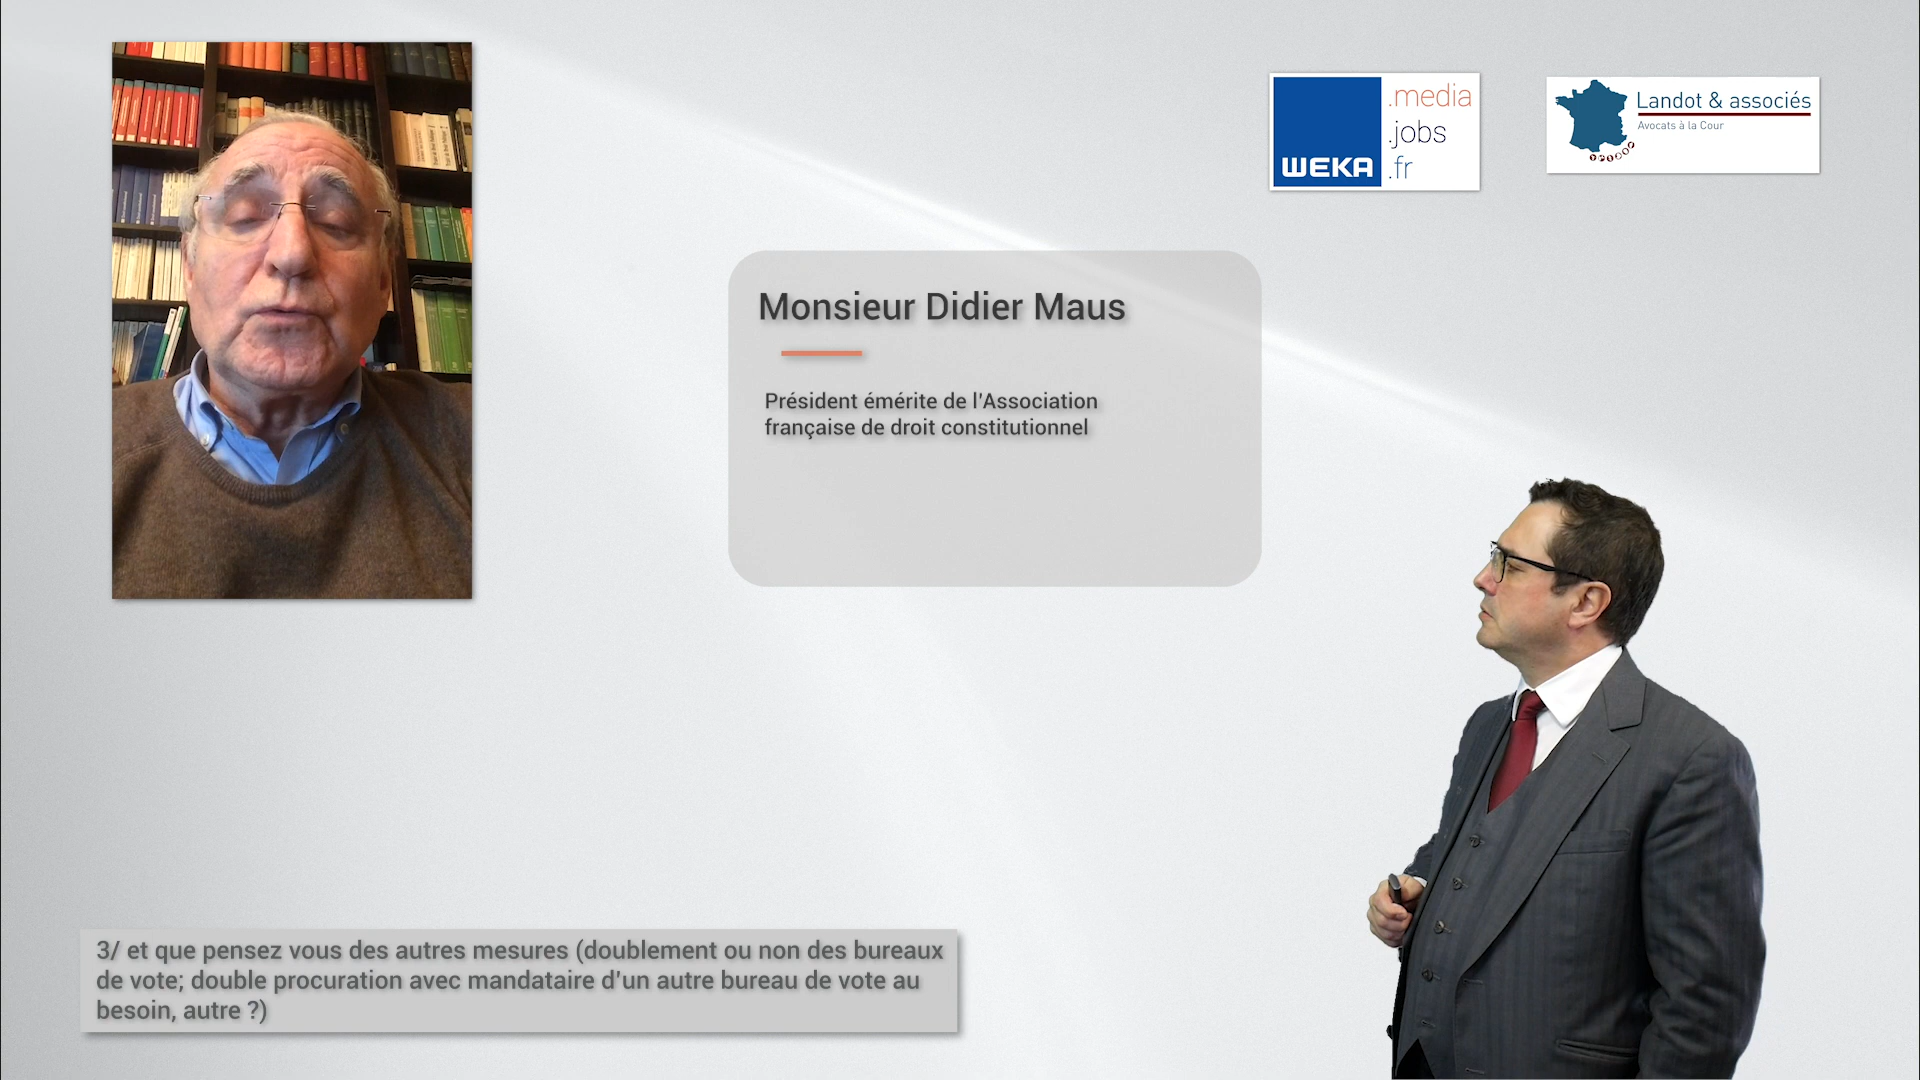 WEKA
.media
.jobs
.fr
Landot & associés
Avocats à la Cour
Monsieur Didier Maus
Président émérite de l'Association
française de droit constitutionnel
3/ et que pensez vous des autres mesures (doublement ou non des bureaux
de vote; double procuration avec mandataire d'un autre bureau de vote au
besoin, autre ?)